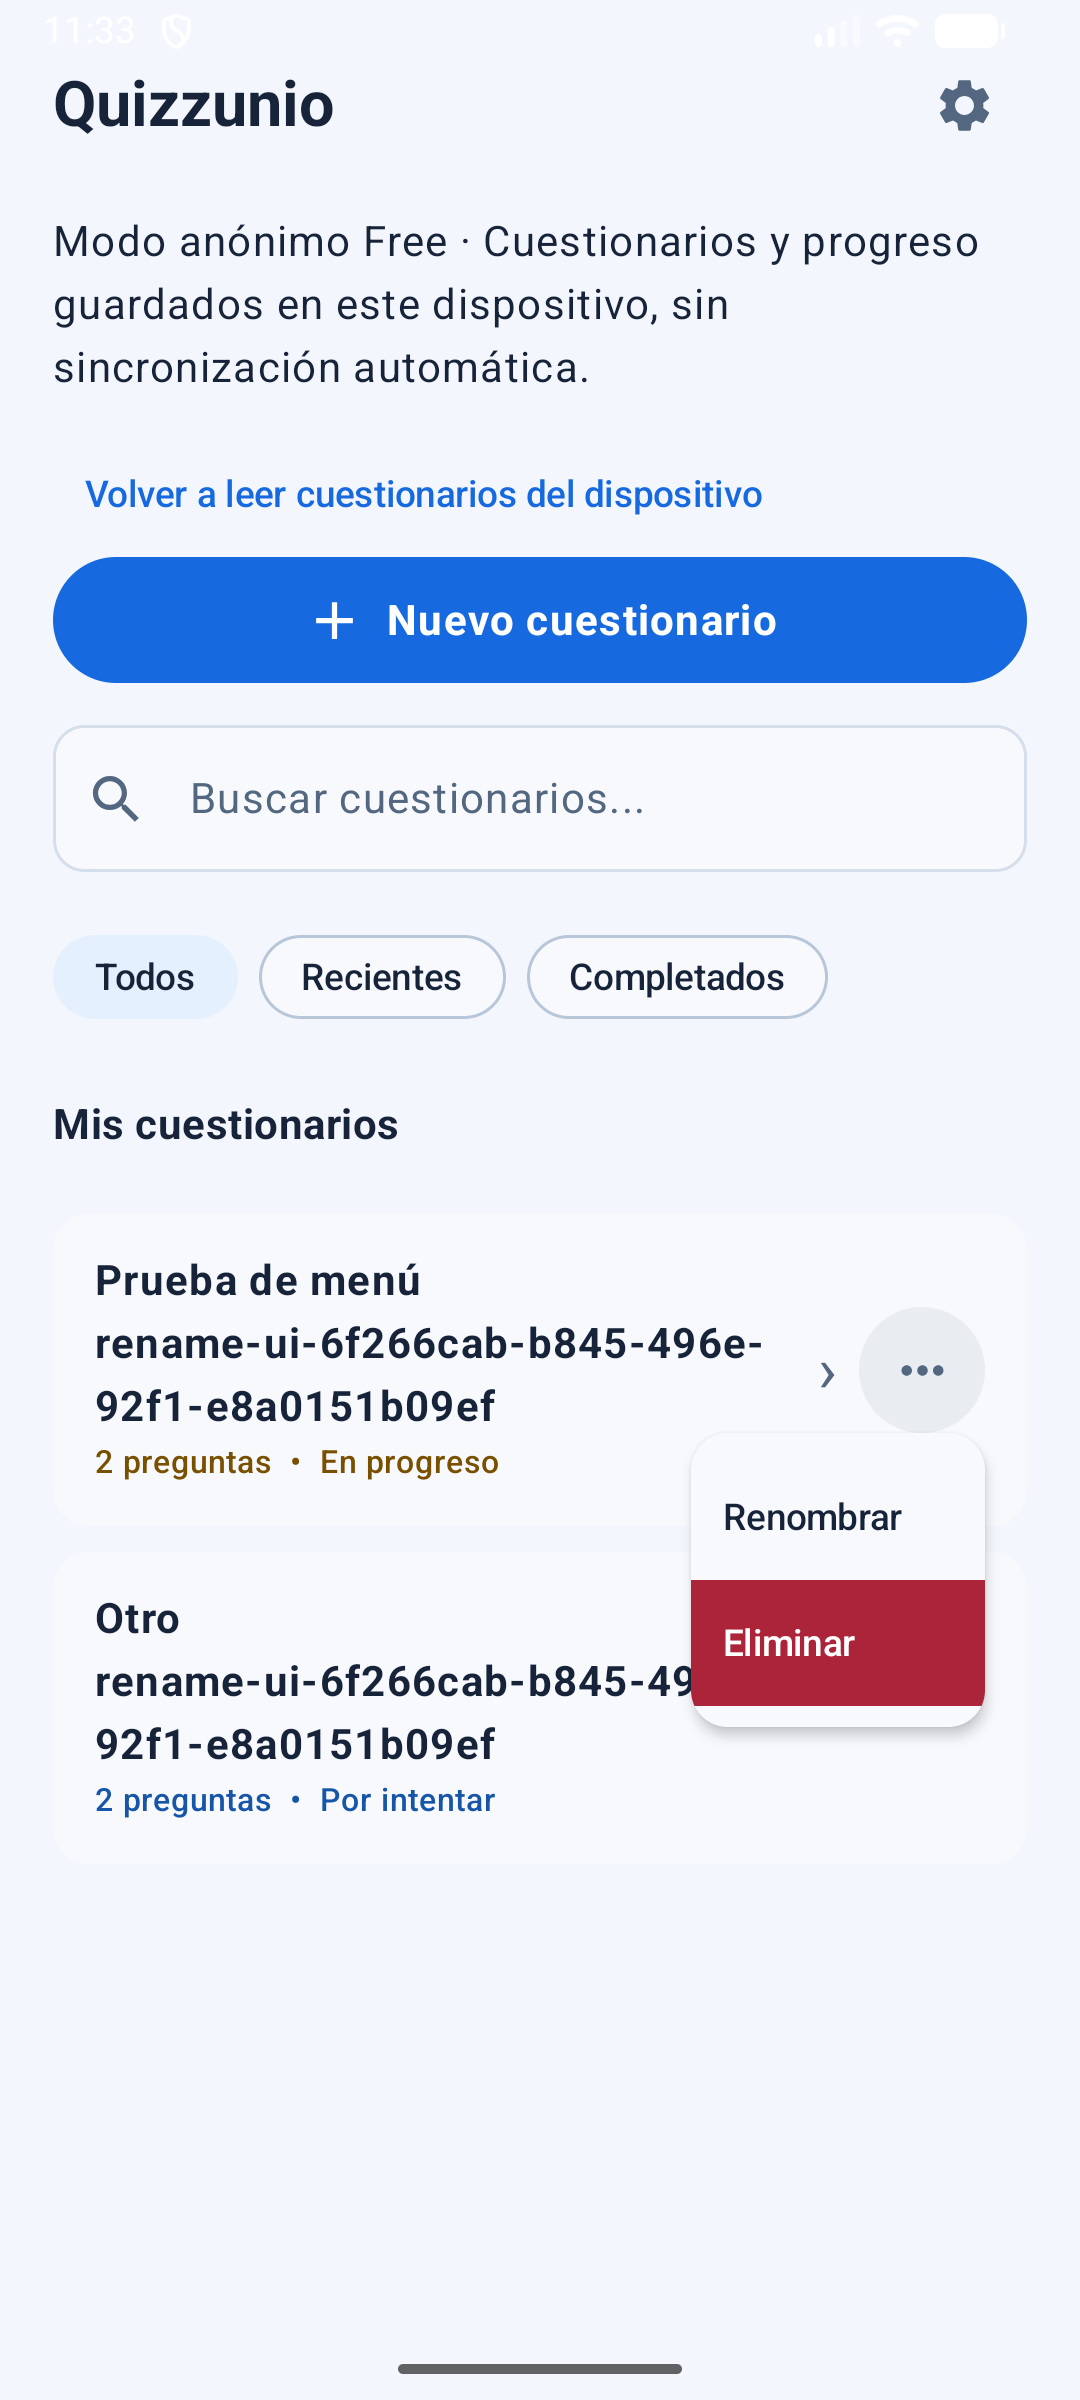 11:33
Quizzunio
Modo anónimo Free · Cuestionarios y progreso
guardados en este dispositivo, sin
sincronización automática.
Volver a leer cuestionarios del dispositivo
+ Nuevo cuestionario
Buscar cuestionarios...
Todos Recientes Completados
Mis cuestionarios
Prueba de menú
rename-ui-6f266cab-b845-496e-
92f1-e8a0151b09ef
2 preguntas • En progreso
Renombrar
Eliminar
Otro
rename-ui-6f266cab-b845-49
92f1-e8a0151b09ef
2 preguntas • Por intentar